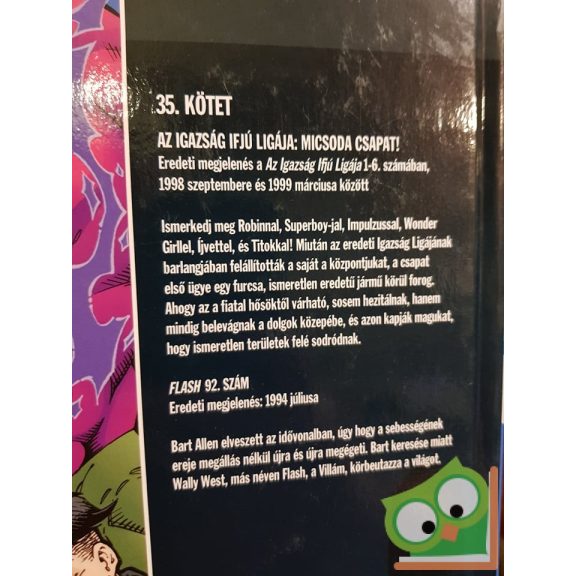 35. KÖTET
AZ IGAZSÁG IFJÚ LIGÁJA: MICSODA CSAPAT!
Eredeti megjelenés a Az Igazság Ifjú Ligája 1-6. számában,
1998 szeptembere és 1999 márciusa között
Ismerkedj meg Robinnal, Superboy-jal, Impulzussal, Wonder
Girllel, Íjvettel, és Titokkal! Miután az eredeti Igazság Ligájának
barlangjában felállították a saját a központjukat, a csapat
első ügye egy furcsa, ismeretlen eredetű jármű körül forog.
Ahogy az a fiatal hősöktől várható, sosem hezitálnak, hanem
mindig belevágnak a dolgok közepébe, és azon kapják magukat,
hogy ismeretlen területek felé sodródnak.
FLASH 92. SZÁM
Eredeti megjelenés: 1994 júliusa
Bart Allen elveszett az idővonalban, úgy hogy a sebességének
ereje megállás nélkül újra és újra megégeti. Bart keresése miatt
Wally West, más néven Flash, a Villám, körbeutazza a világot.